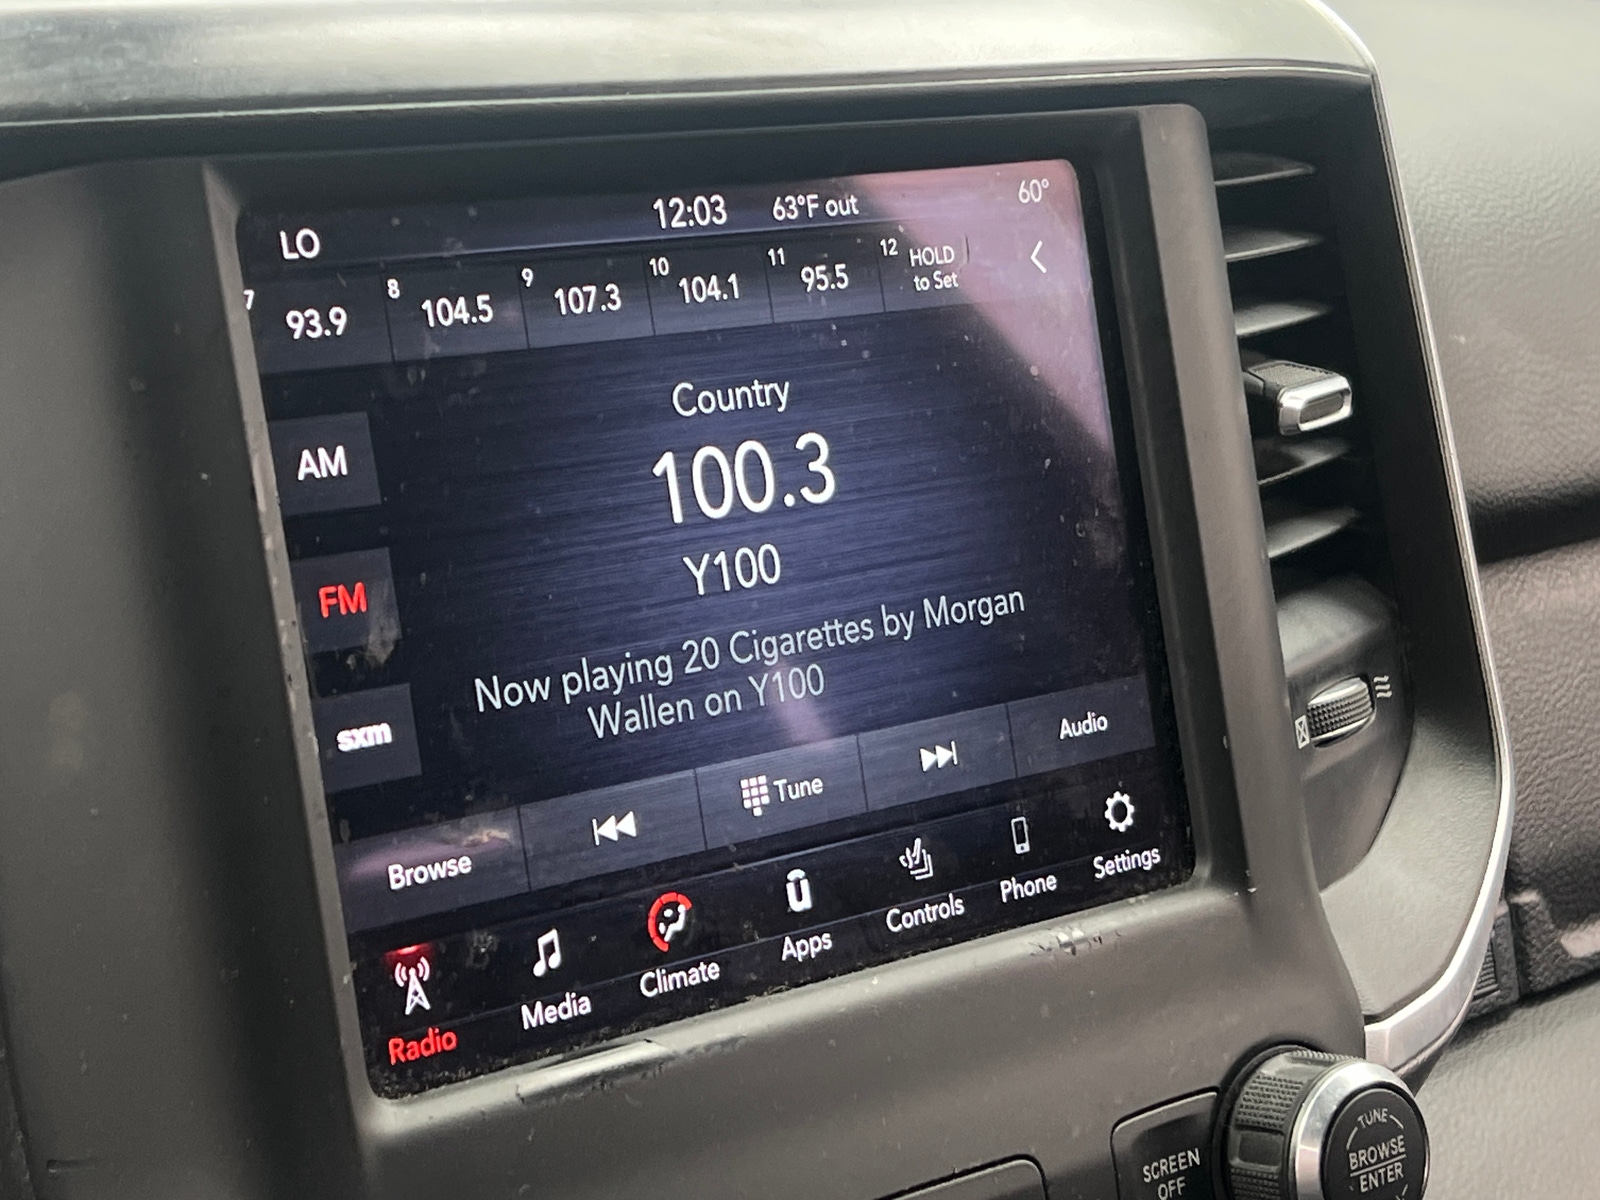 LO 12:03 63°F out 60°
7 93.9 8 104.5 9 107.3 10 104.1 11 95.5 12 HOLD
to Set
Country
AM
100.3
FM
Y100
Now playing 20 Cigarettes by Morgan
Wallen on Y100
sxm
Browse Tune Audio
Radio Media Climate Apps Controls Phone Settings
SCREEN
OFF
TUNE
BROWSE
ENTER